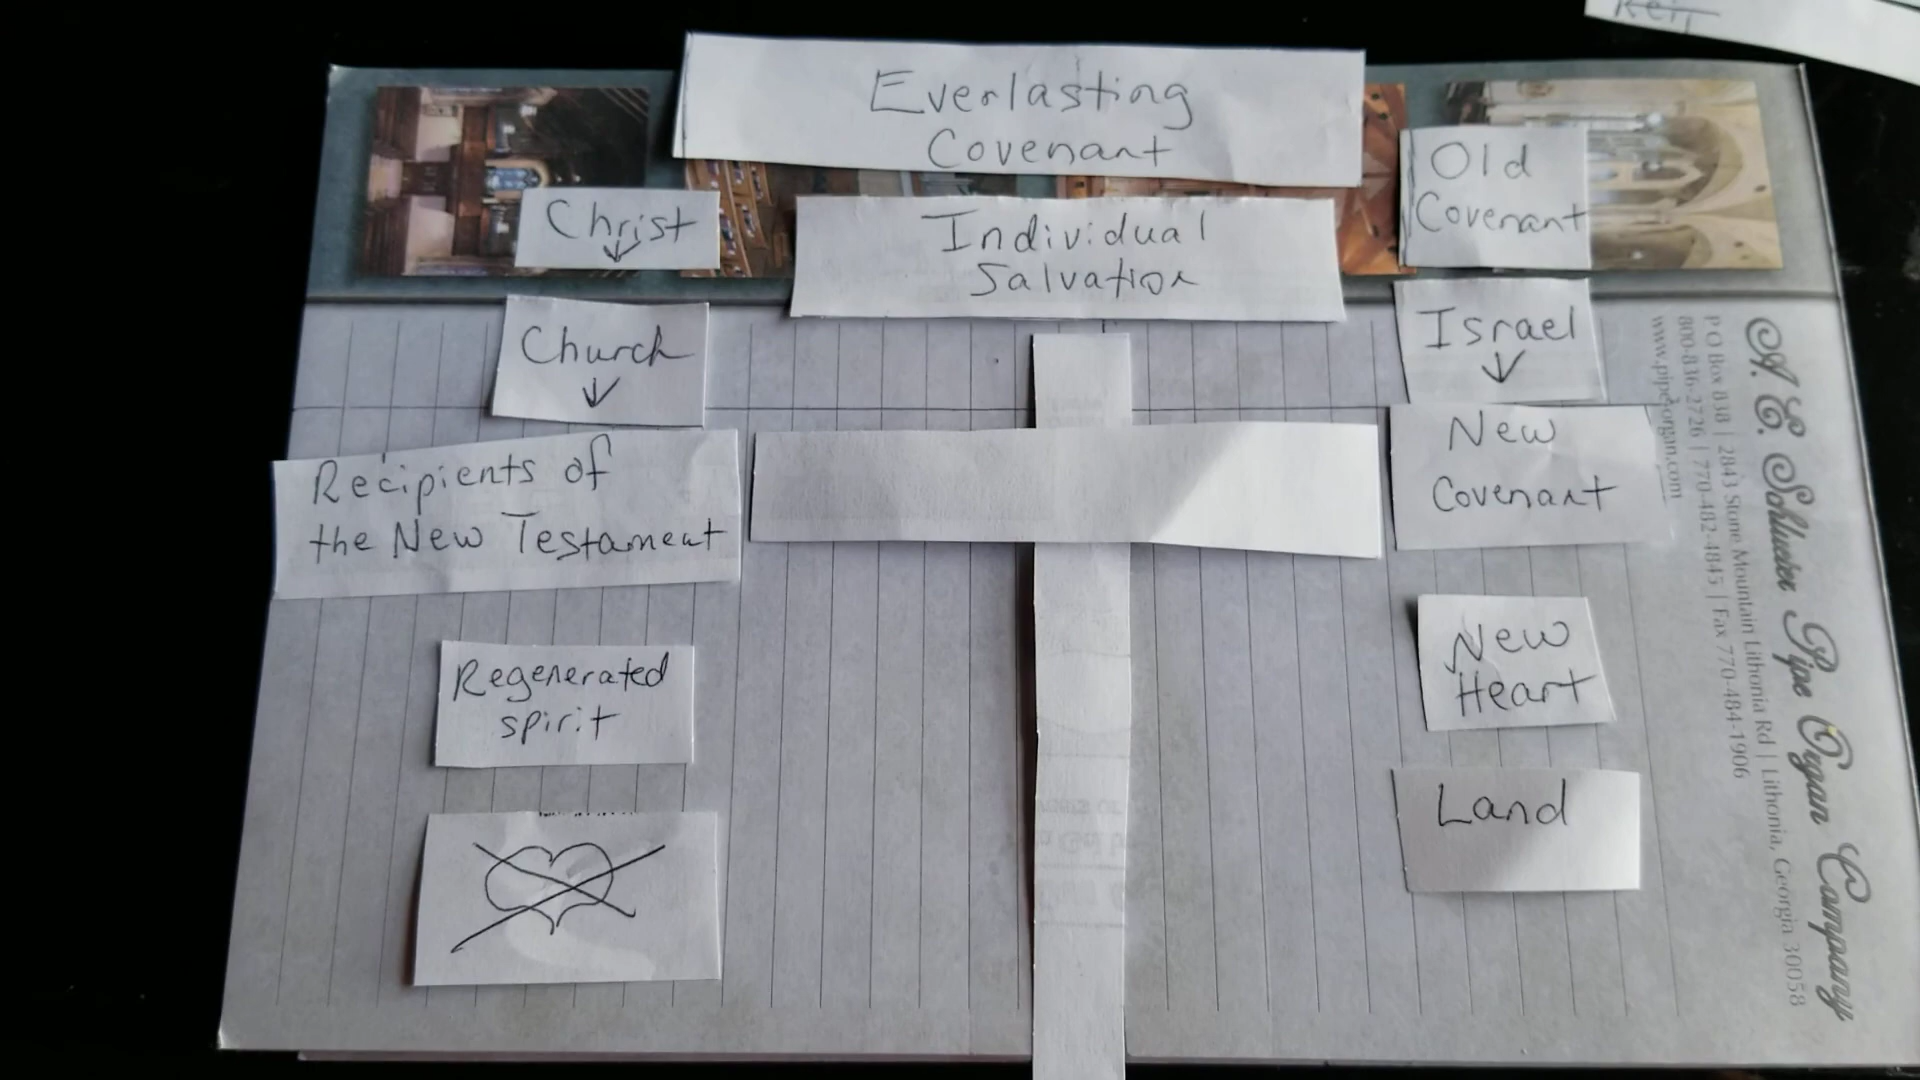 Everlasting
Covenant
Individual
Salvation
Christ
Church
Recipients of
the New Testament
Regenerated
spirit
Old
Covenant
Israel
New
Covenant
New
Heart
Land
A. E. Schlueter Pipe Organ Company
P O Box 838 | 2843 Stone Mountain Lithonia Rd | Lithonia, Georgia 30058
800-836-2726 | 770-482-4845 | Fax 770-484-1906
www.pipe-organ.com